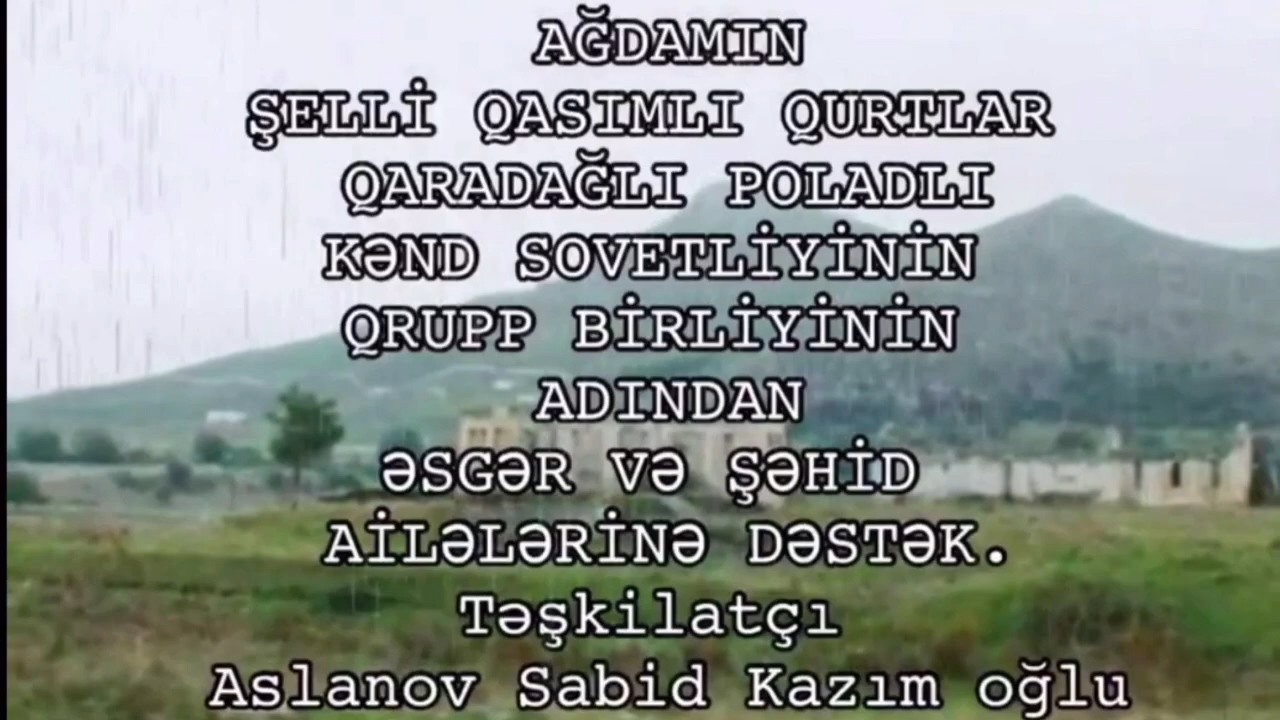 AĞDAMIN
ŞELLİ QASIMLI QURTLAR
QARADAĞLI POLADLI
KƏND SOVETLİYİNİN
QRUPP BİRLİYİNİN
ADINDAN
ƏSGƏR VƏ ŞƏHİD
AİLƏLƏRİNƏ DƏSTƏK.
Təşkilatçı
Aslanov Sabid Kazım oğlu